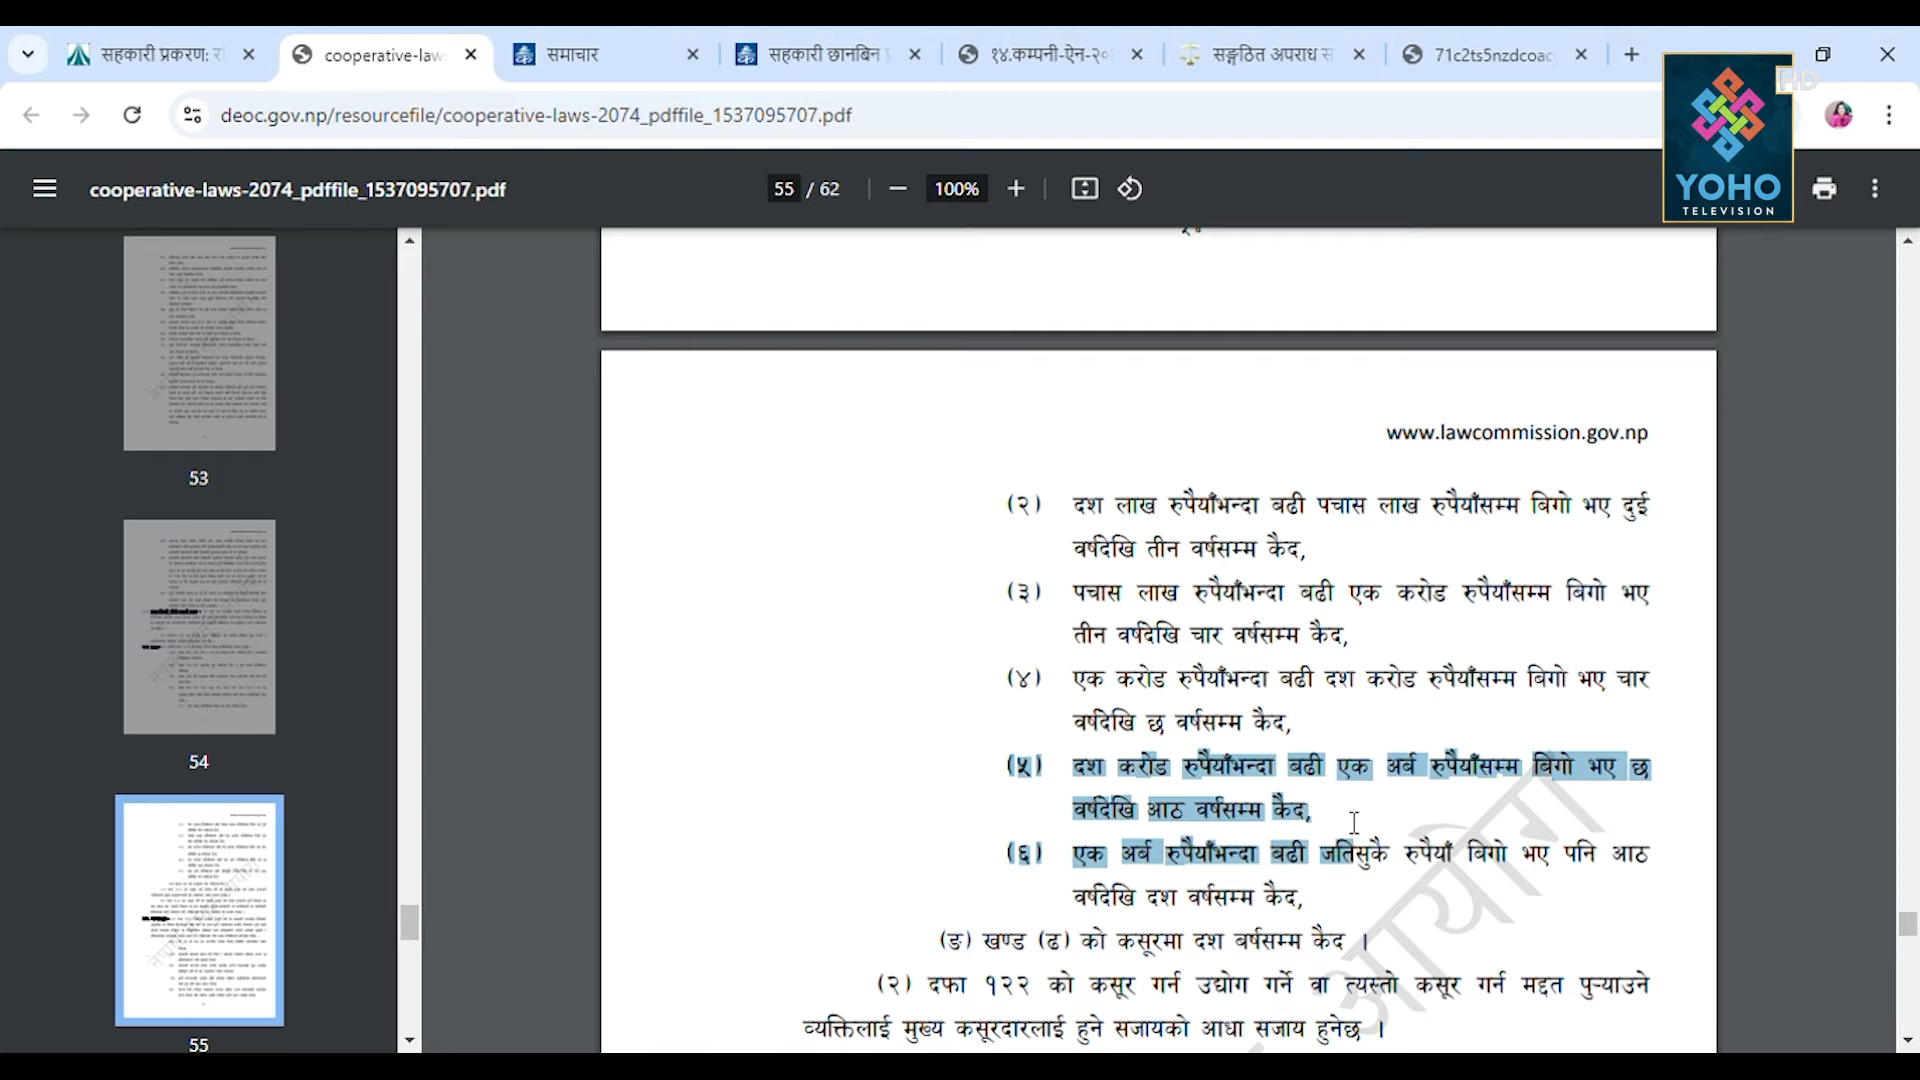 सहकारी प्रकरण: र
cooperative-law
समाचार
सहकारी छानबिन
१४.कम्पनी-ऐन-२०
सङ्गठित अपराध स
71c2ts5nzdcoac
HD
deoc.gov.np/resourcefile/cooperative-laws-2074_pdffile_1537095707.pdf
YOHO
TELEVISION
cooperative-laws-2074_pdffile_1537095707.pdf
55 / 62
100%
53
54
55
www.lawcommission.gov.np
(२) दश लाख रुपैयाँभन्दा बढी पचास लाख रुपैयाँसम्म बिगो भए दुई
वर्षदेखि तीन वर्षसम्म कैद,
(३) पचास लाख रुपैयाँभन्दा बढी एक करोड रुपैयाँसम्म बिगो भए
तीन वर्षदेखि चार वर्षसम्म कैद,
(४) एक करोड रुपैयाँभन्दा बढी दश करोड रुपैयाँसम्म बिगो भए चार
वर्षदेखि छ वर्षसम्म कैद,
(५) दश करोड रुपैयाँभन्दा बढी एक अर्ब रुपैयाँसम्म बिगो भए छ
वर्षदेखि आठ वर्षसम्म कैद,
(६) एक अर्ब रुपैयाँभन्दा बढी जतिसुकै रुपैयाँ बिगो भए पनि आठ
वर्षदेखि दश वर्षसम्म कैद,
(ङ) खण्ड (ढ) को कसूरमा दश बर्षसम्म कैद ।
(२) दफा १२२ को कसूर गर्न उद्योग गर्ने वा त्यस्तो कसूर गर्न मद्दत पुर्‍याउने
व्यक्तिलाई मुख्य कसूरदारलाई हुने सजायको आधा सजाय हुनेछ ।
आयोग